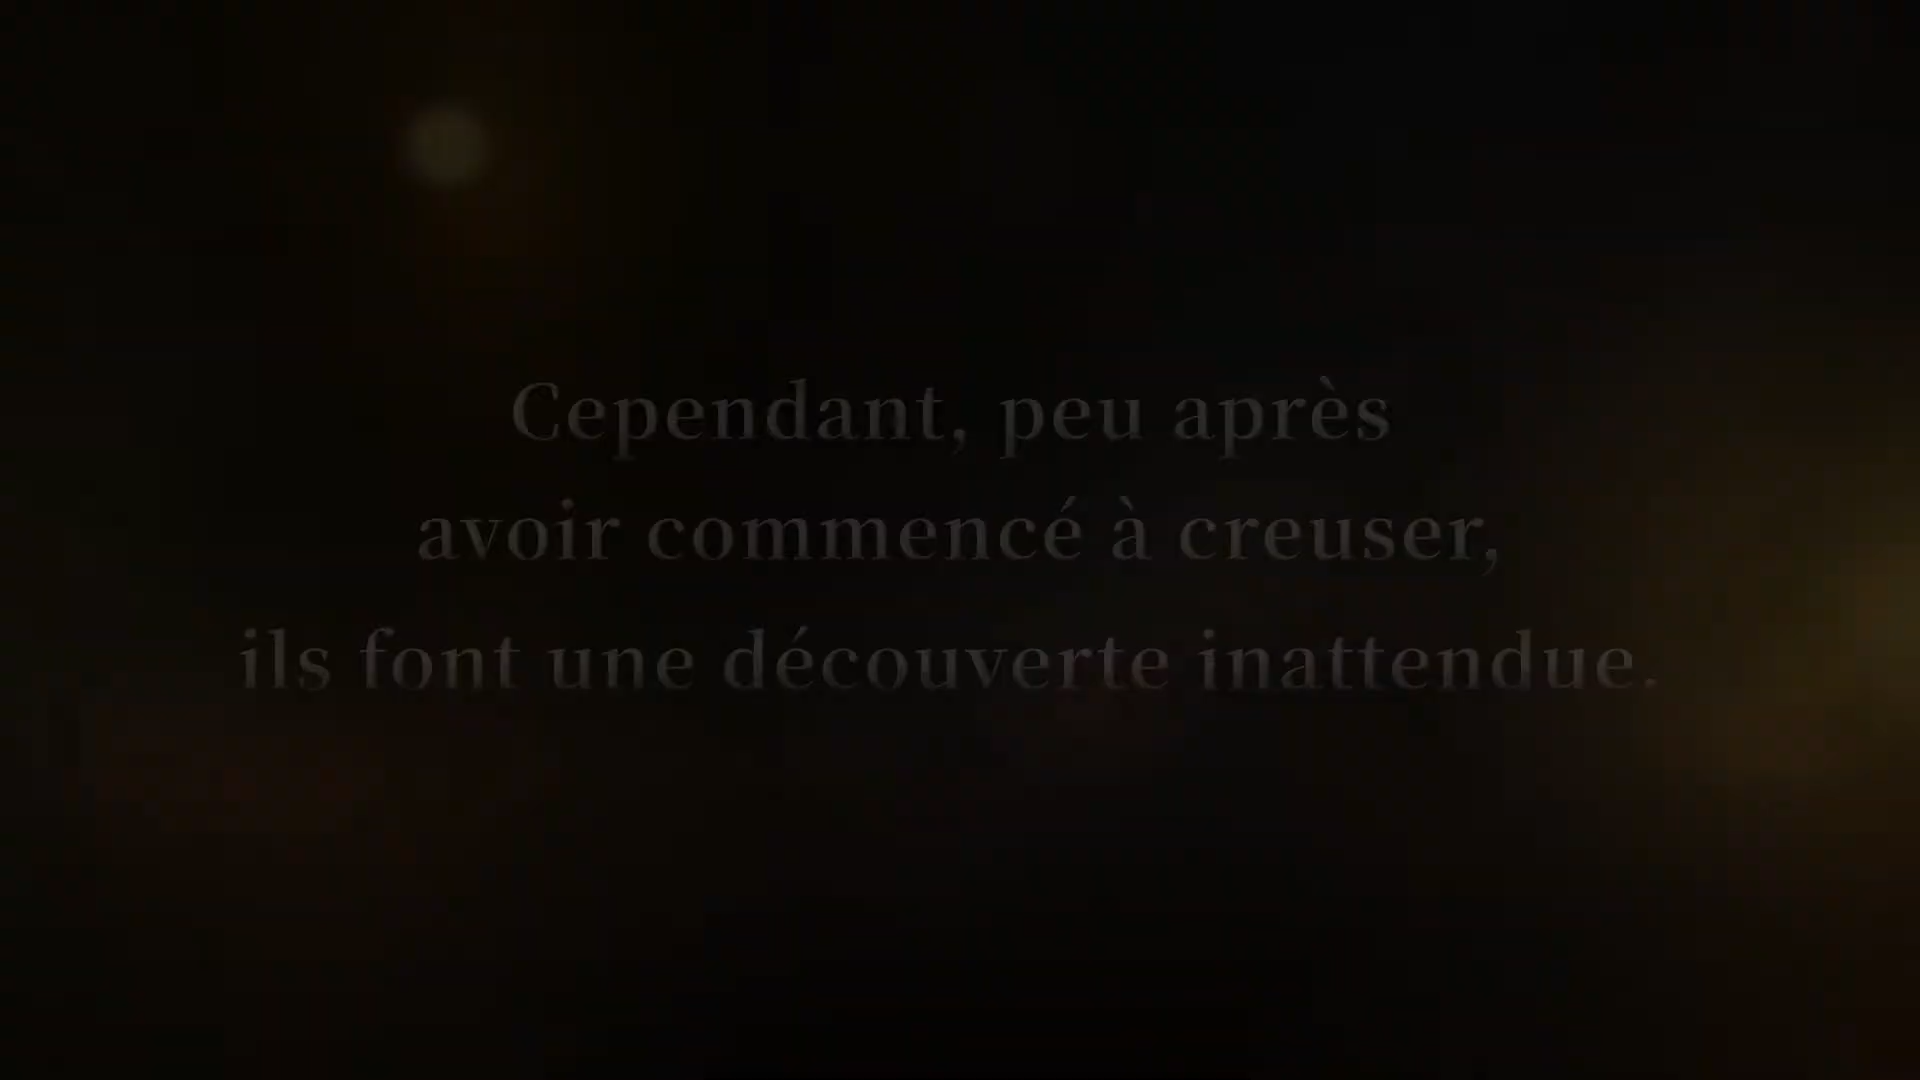 Cependant, peu après
avoir commencé à creuser,
ils font une découverte inattendue.